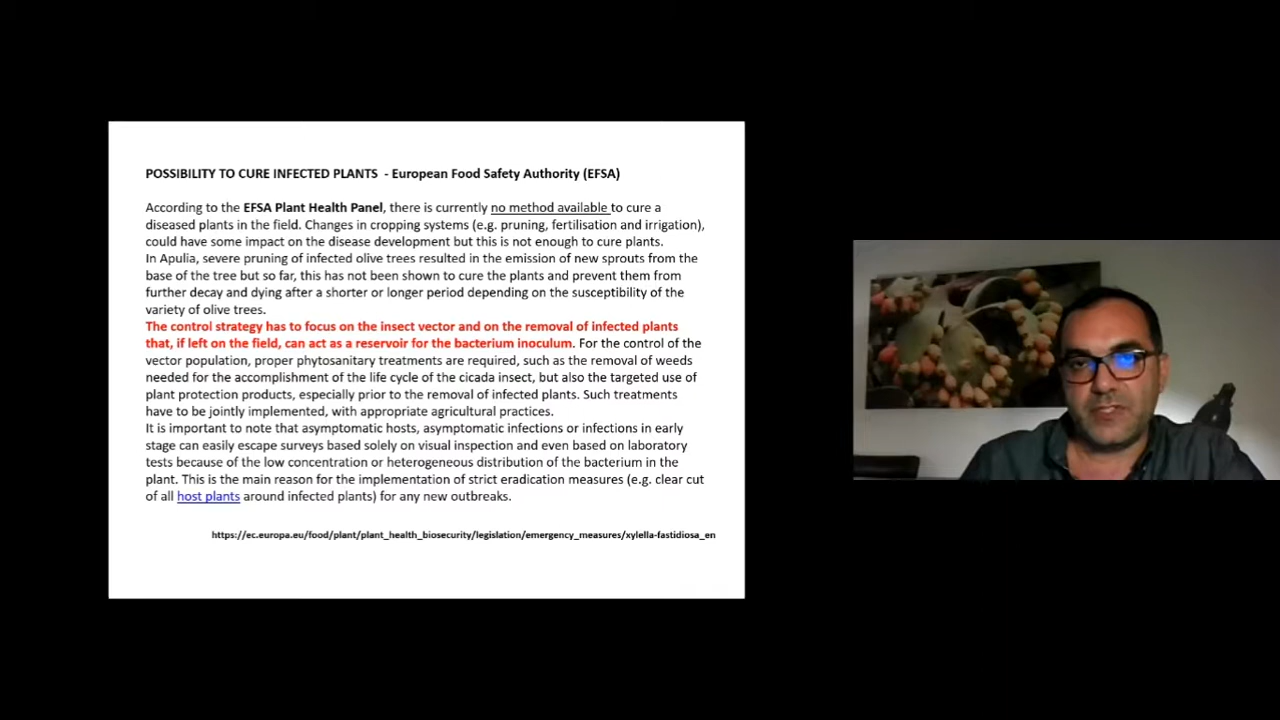 POSSIBILITY TO CURE INFECTED PLANTS - European Food Safety Authority (EFSA)
According to the EFSA Plant Health Panel, there is currently no method available to cure a
diseased plants in the field. Changes in cropping systems (e.g. pruning, fertilisation and irrigation),
could have some impact on the disease development but this is not enough to cure plants.
In Apulia, severe pruning of infected olive trees resulted in the emission of new sprouts from the
base of the tree but so far, this has not been shown to cure the plants and prevent them from
further decay and dying after a shorter or longer period depending on the susceptibility of the
variety of olive trees.
The control strategy has to focus on the insect vector and on the removal of infected plants
that, if left on the field, can act as a reservoir for the bacterium inoculum. For the control of the
vector population, proper phytosanitary treatments are required, such as the removal of weeds
needed for the accomplishment of the life cycle of the cicada insect, but also the targeted use of
plant protection products, especially prior to the removal of infected plants. Such treatments
have to be jointly implemented, with appropriate agricultural practices.
It is important to note that asymptomatic hosts, asymptomatic infections or infections in early
stage can easily escape surveys based solely on visual inspection and even based on laboratory
tests because of the low concentration or heterogeneous distribution of the bacterium in the
plant. This is the main reason for the implementation of strict eradication measures (e.g. clear cut
of all host plants around infected plants) for any new outbreaks.
https://ec.europa.eu/food/plant/plant_health_biosecurity/legislation/emergency_measures/xylella-fastidiosa_en